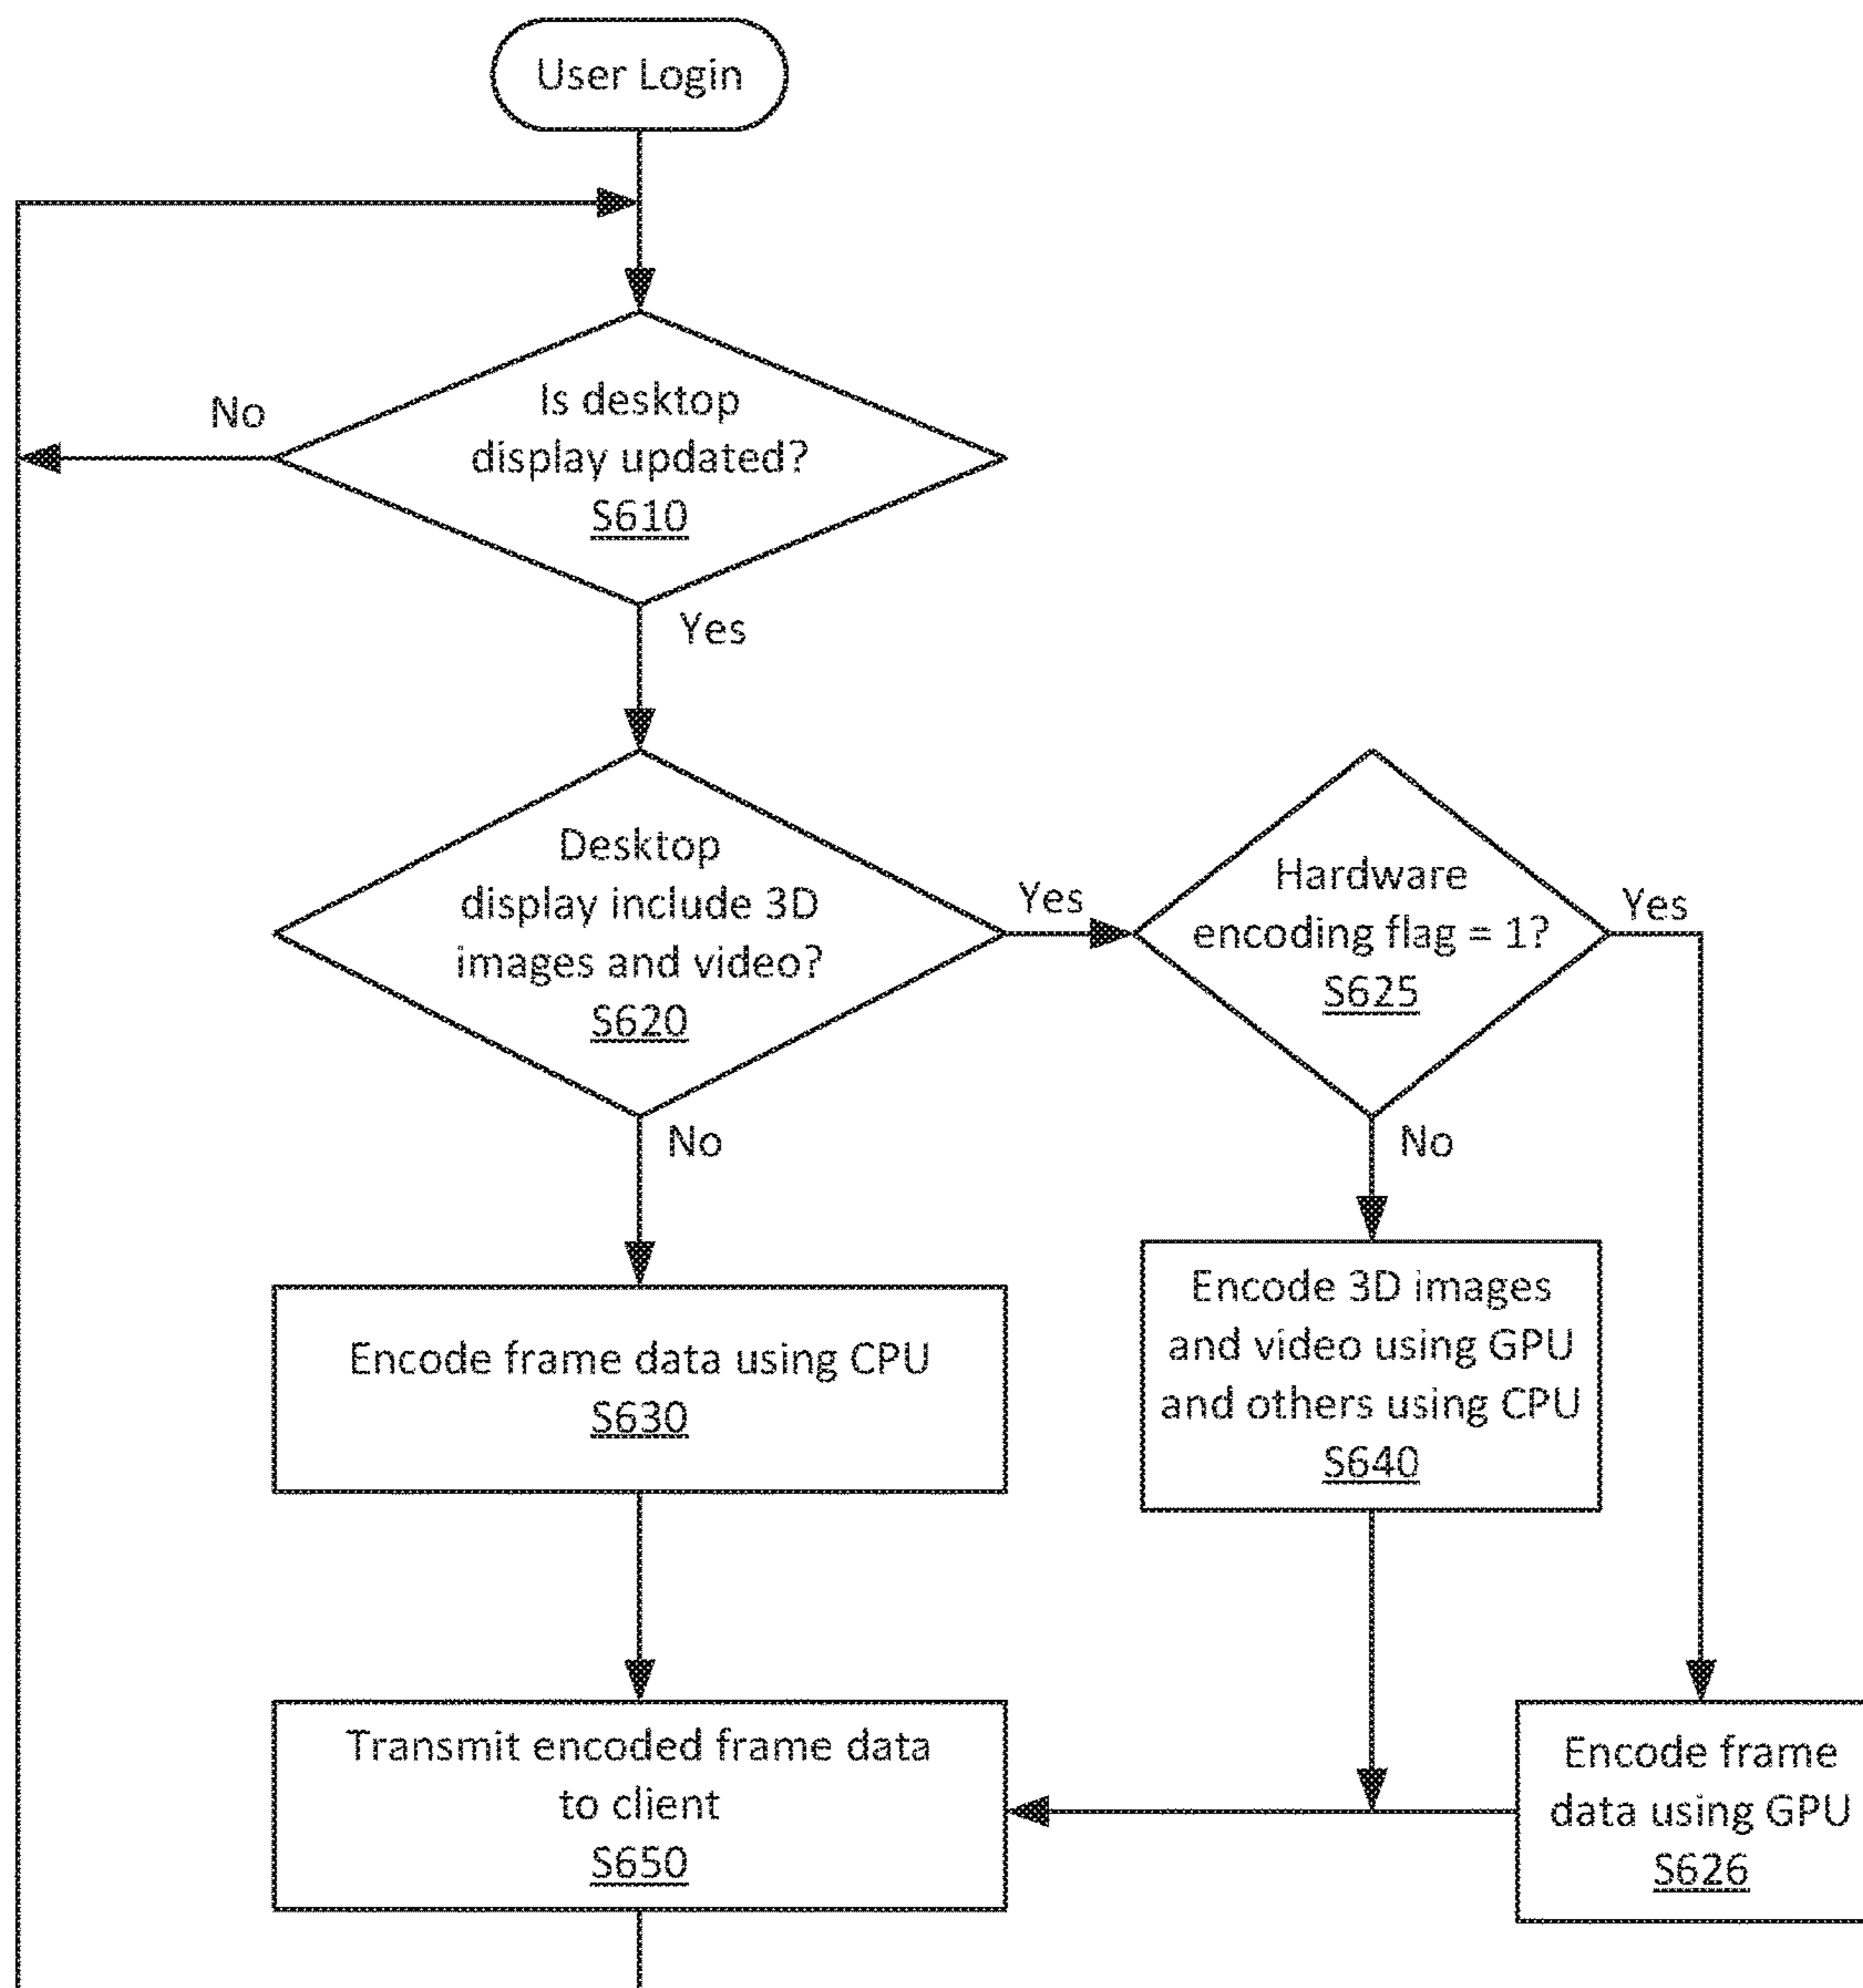 User Login
No
Is desktop
display updated?
S610
Yes
Desktop
display include 3D
images and video?
S620
Yes
Hardware
encoding flag = 1?
S625
Yes
No
No
Encode frame data using CPU
S630
Encode 3D images
and video using GPU
and others using CPU
S640
Transmit encoded frame data
to client
S650
Encode frame
data using GPU
S626